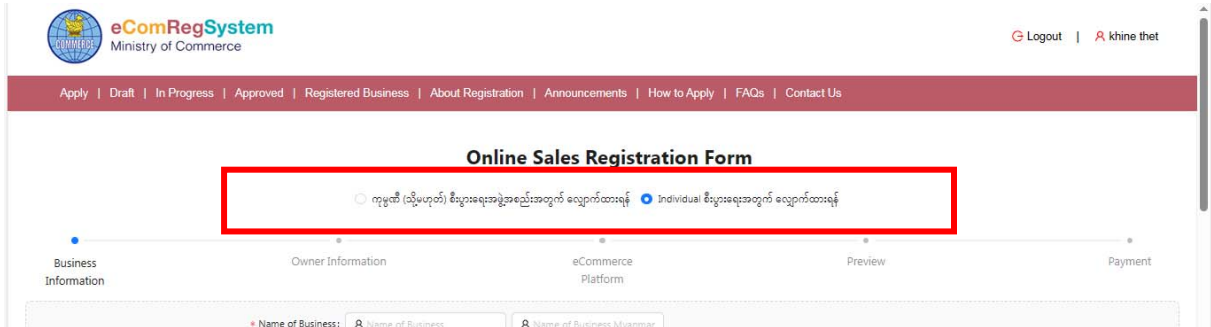 COMMERCE
eComRegSystem
Ministry of Commerce
Logout | khine thet
Apply | Draft | In Progress | Approved | Registered Business | About Registration | Announcements | How to Apply | FAQs | Contact Us
Online Sales Registration Form
ကုမ္ပဏီ (သို့မဟုတ်) စီးပွားရေးအဖွဲ့အစည်းအတွက် လျှောက်ထားရန် Individual စီးပွားရေးအတွက် လျှောက်ထားရန်
Business Information
Owner Information
eCommerce Platform
Preview
Payment
* Name of Business: Name of Business Name of Business Myanmar